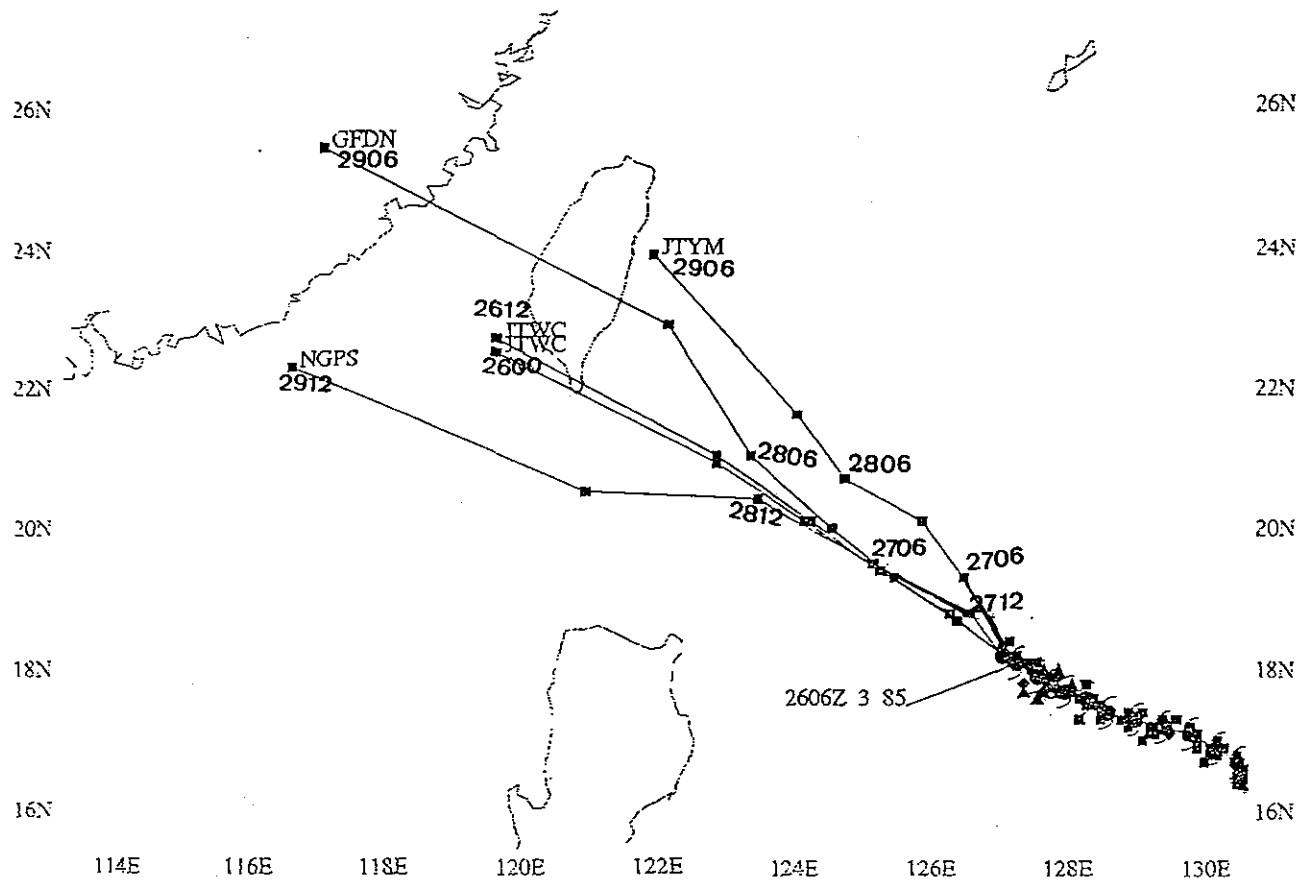 26N 26N
GFDN
2906
24N 24N
JTYM
2906
2612
JTWC
JTWC
2600
NGPS
2912
22N 22N
2806
2806
2812
20N 20N
2706
2706
2712
18N 18N
2606Z 3 85
16N 16N
114E 116E 118E 120E 122E 124E 126E 128E 130E